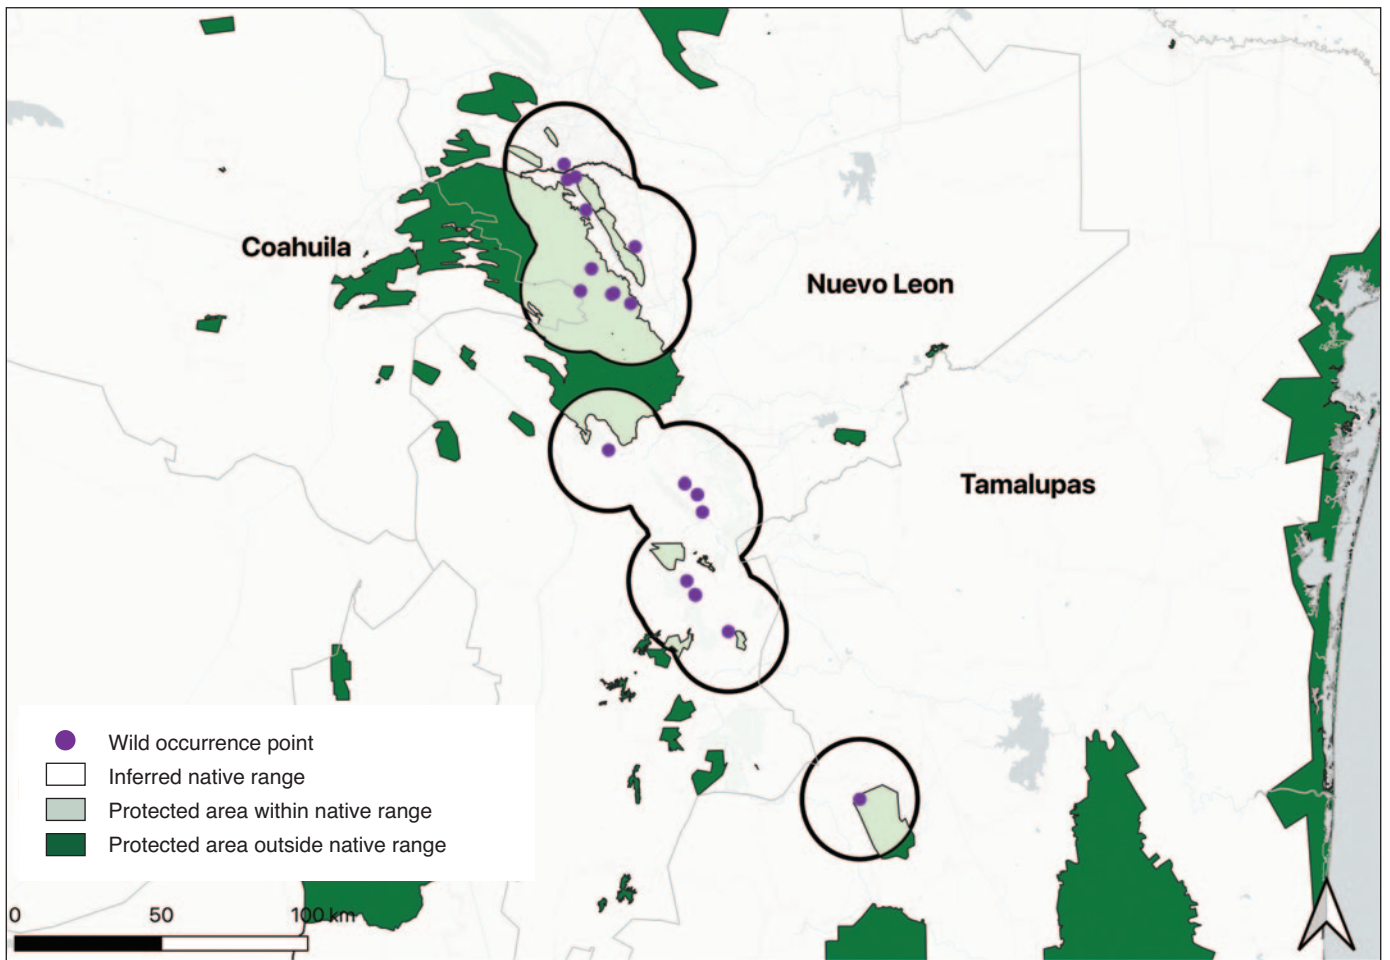 Coahuila
Nuevo Leon
Tamalupas
Wild occurrence point
Inferred native range
Protected area within native range
Protected area outside native range
0 50 100 km